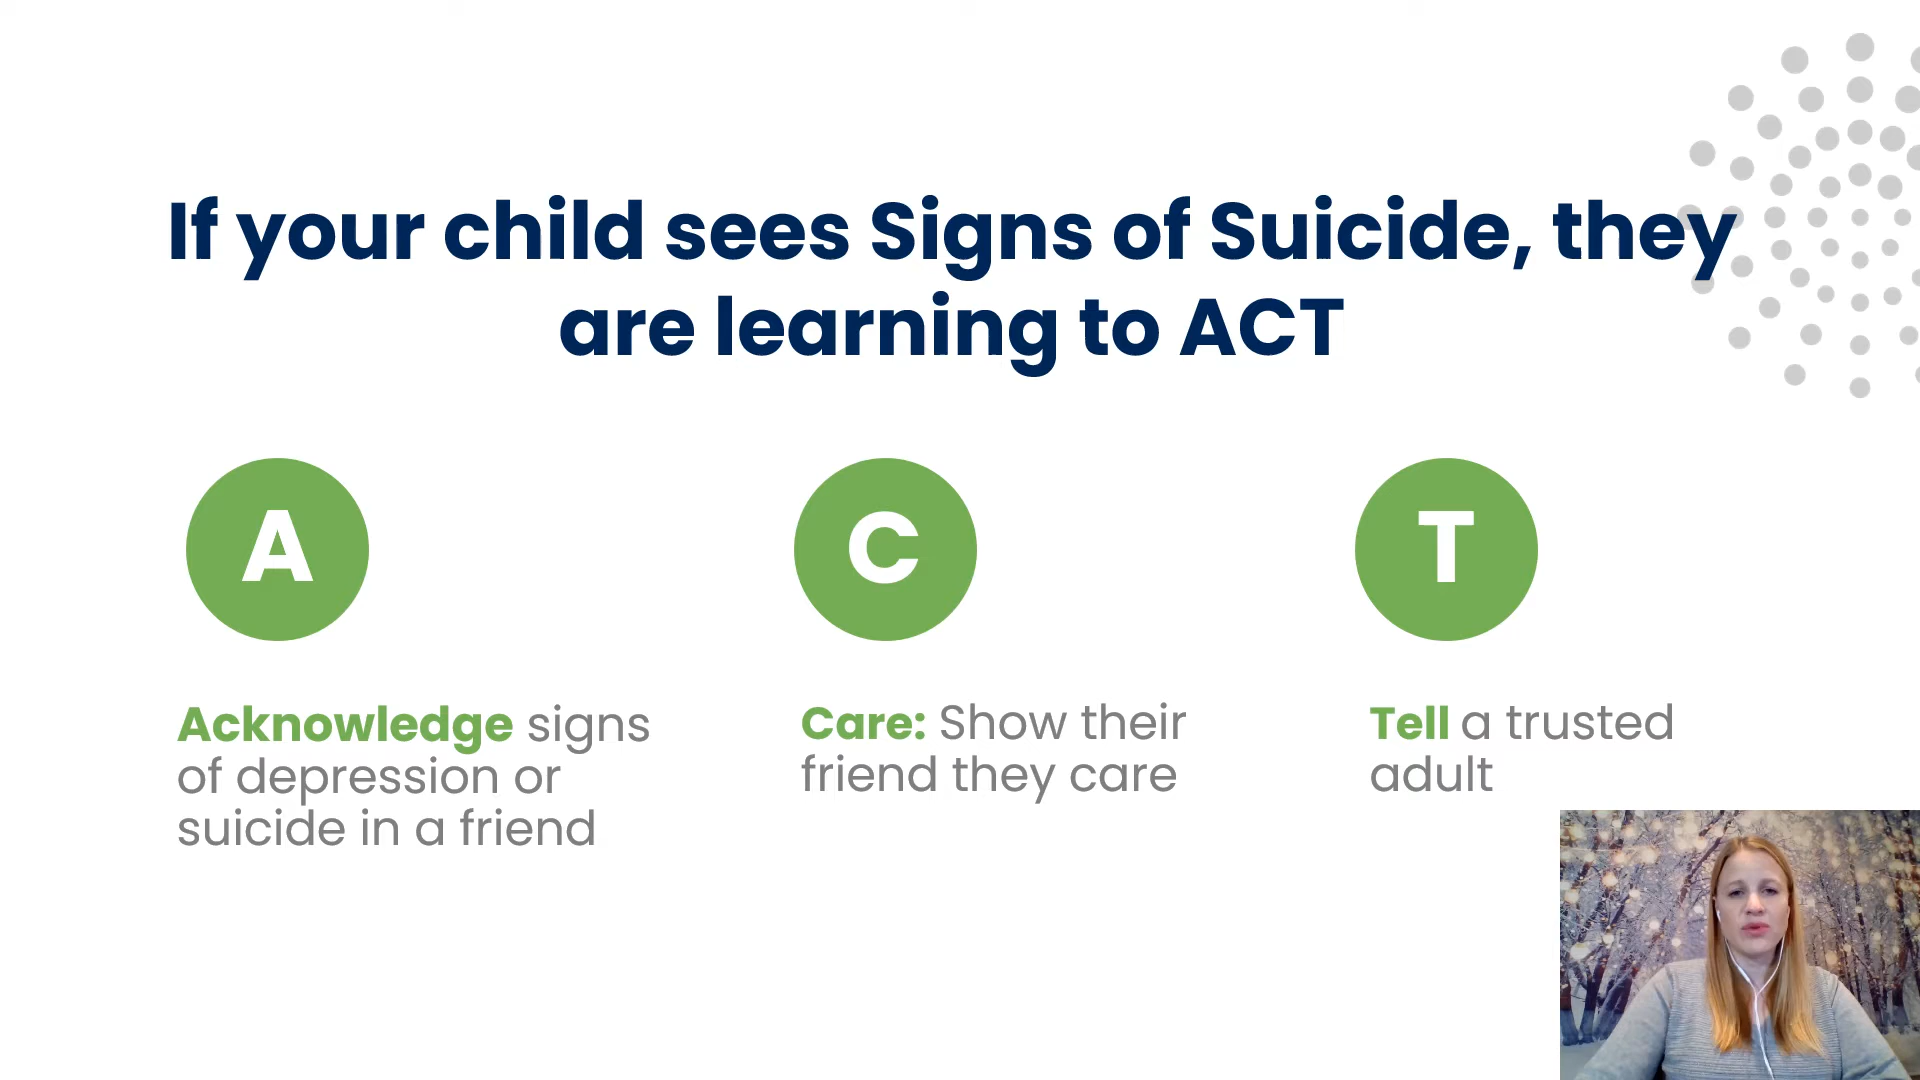 If your child sees Signs of Suicide, they
are learning to ACT
A
C
T
Acknowledge signs
of depression or
suicide in a friend
Care: Show their
friend they care
Tell a trusted
adult